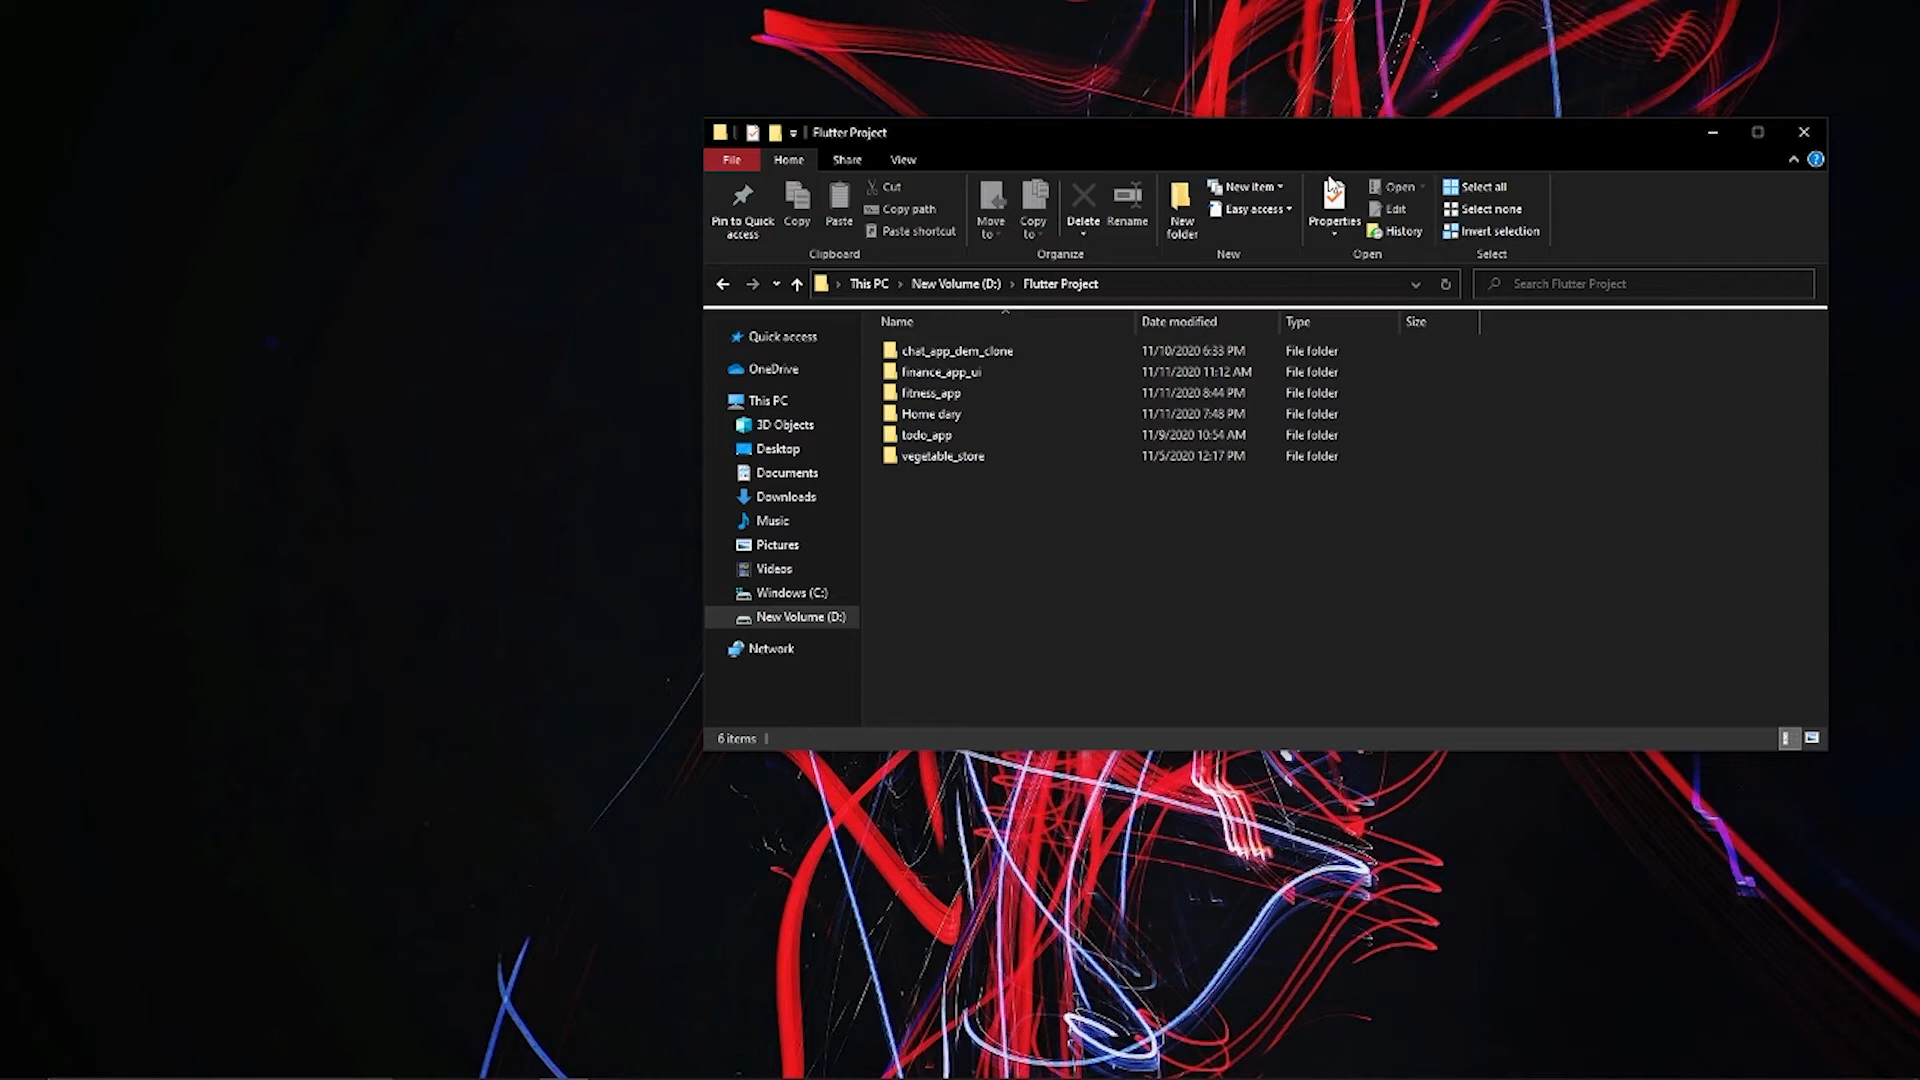 Flutter Project
File Home Share View
Pin to Quick access
Copy
Paste
Cut
Copy path
Paste shortcut
Clipboard
Move to
Copy to
Delete
Rename
Organize
New folder
New item
Easy access
New
Properties
Open
Edit
History
Open
Select all
Select none
Invert selection
Select
This PC New Volume (D:) Flutter Project
Search Flutter Project
Name Date modified Type Size
Quick access
OneDrive
This PC
3D Objects
Desktop
Documents
Downloads
Music
Pictures
Videos
Windows (C:)
New Volume (D:)
Network
chat_app_dem_clone 11/10/2020 6:33 PM File folder
finance_app_ui 11/11/2020 11:12 AM File folder
fitness_app 11/11/2020 8:44 PM File folder
Home dary 11/11/2020 7:48 PM File folder
todo_app 11/9/2020 10:54 AM File folder
vegetable_store 11/5/2020 12:17 PM File folder
6 items